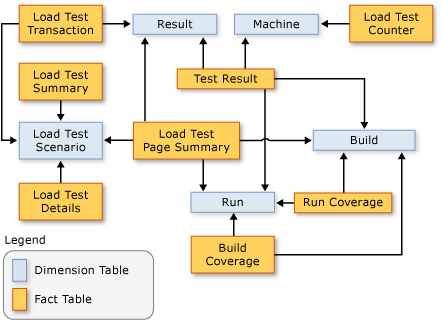 Load Test
Transaction
Result
Machine
Load Test
Counter
Load Test
Summary
Test Result
Load Test
Scenario
Load Test
Page Summary
Build
Load Test
Details
Run
Run Coverage
Build
Coverage
Legend
Dimension Table
Fact Table